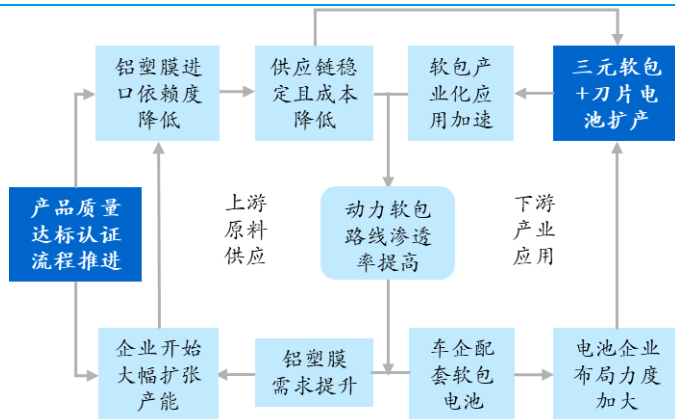 铝塑膜进
口依赖度
降低
供应链稳
定且成本
降低
软包产
业化应
用加速
三元软包
+刀片电
池扩产
产品质量
达标认证
流程推进
上游
原料
供应
动力软包
路线渗透
率提高
下游
产业
应用
企业开始
大幅扩张
产能
铝塑膜
需求提升
车企配
套软包
电池
电池企业
布局力度
加大